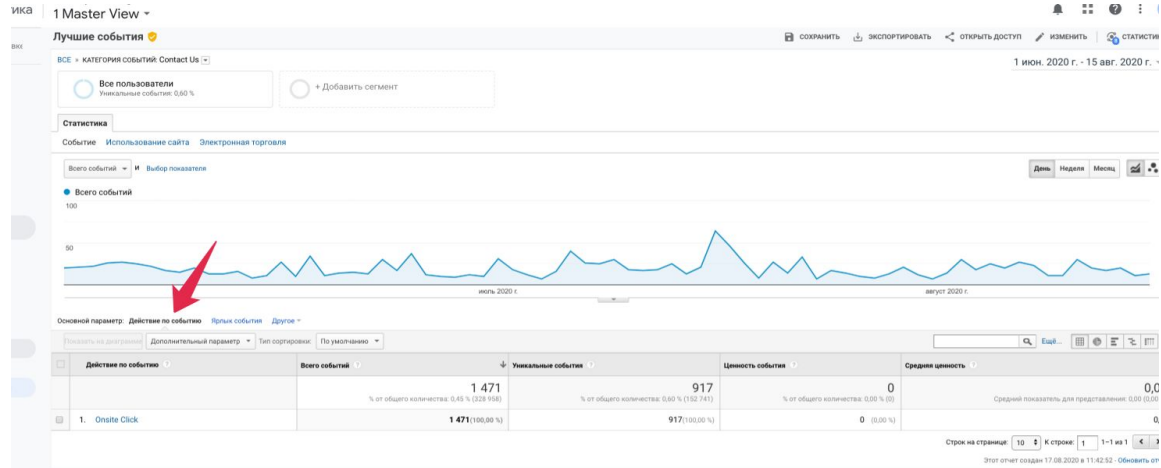 тика 1 Master View
Лучшие события
СОХРАНИТЬ ЭКСПОРТИРОВАТЬ ОТКРЫТЬ ДОСТУП ИЗМЕНИТЬ СТАТИСТИК
ВСЕ » КАТЕГОРИЯ СОБЫТИЙ: Contact Us
1 июн. 2020 г. - 15 авг. 2020 г.
Все пользователи
Уникальные события: 0,60 %
+ Добавить сегмент
Статистика
Событие Использование сайта Электронная торговля
Всего событий И Выбор показателя
День Неделя Месяц
Всего событий
100
50
июль 2020 г.
август 2020 г.
Основной параметр: Действие по событию Ярлык события Другое
Показать на диаграмме Дополнительный параметр Тип сортировки: По умолчанию Ещё...
Действие по событию ? Всего событий ? Уникальные события ? Ценность события ? Средняя ценность ?
1 471 917 0 0,0
% от общего количества: 0,45 % (328 958) % от общего количества: 0,60 % (152 741) % от общего количества: 0,00 % (0) Средний показатель для представления: 0,00 (0,00
1. Onsite Click 1 471(100,00 %) 917(100,00 %) 0 (0,00 %) 0,
Строк на странице: 10 К строке: 1 1–1 из 1
Этот отчет создан 17.08.2020 в 11:42:52 - Обновить от